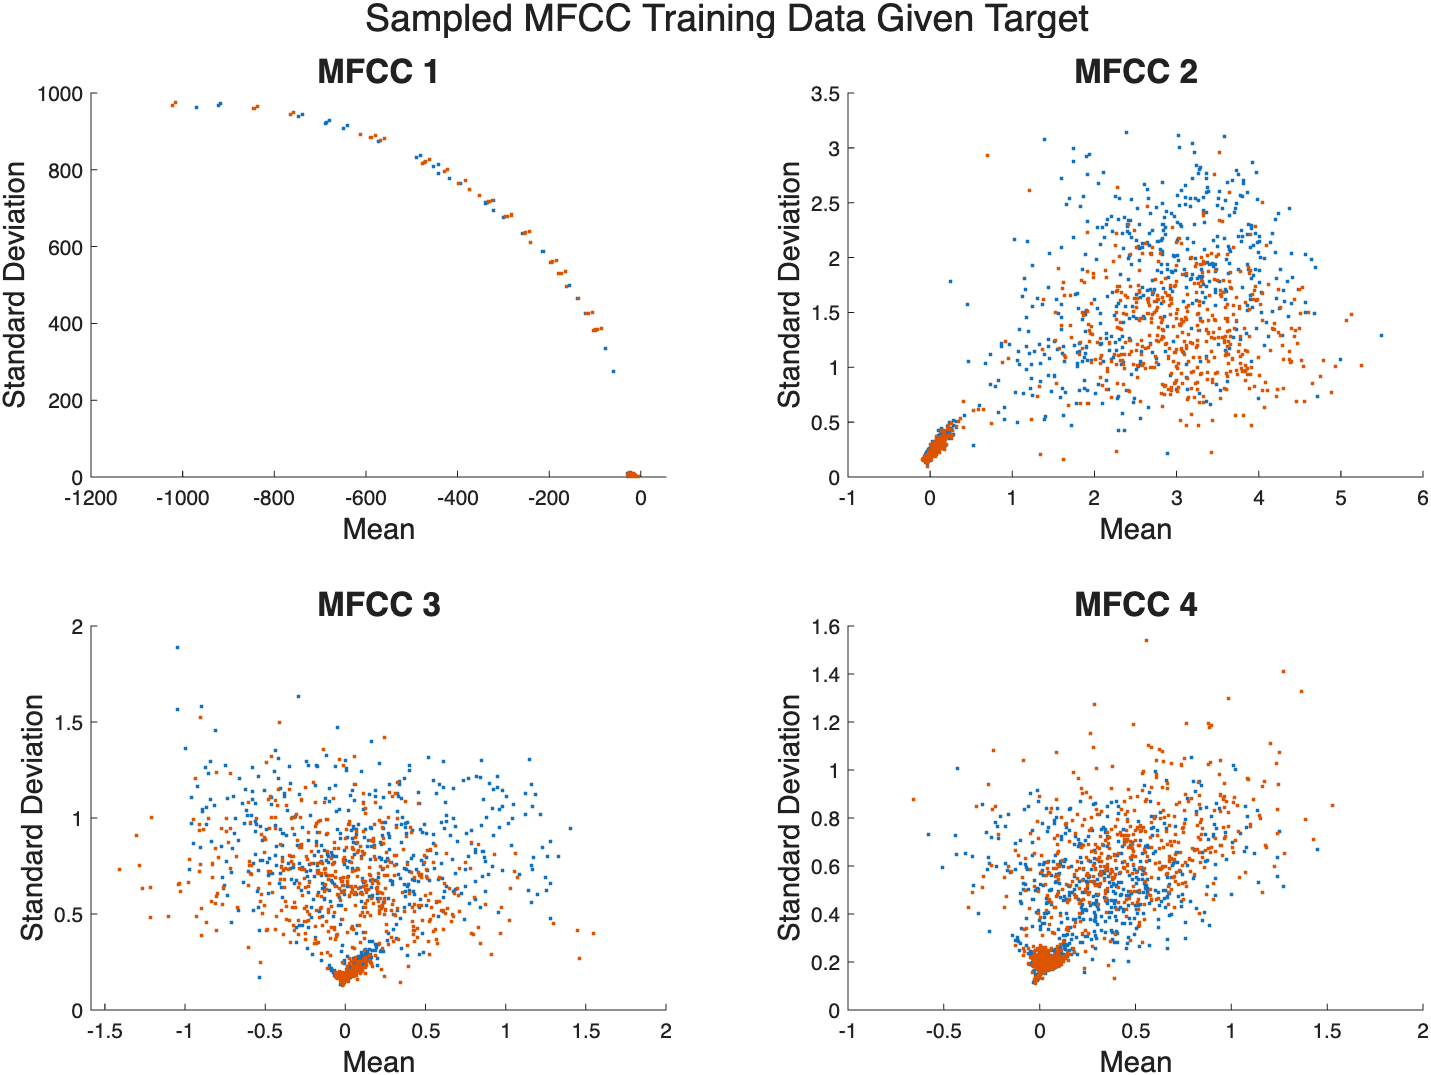 Sampled MFCC Training Data Given Target
MFCC 1
1000
800
600
400
200
0
-1200 -1000 -800 -600 -400 -200 0
Standard Deviation
Mean
MFCC 2
3.5
3
2.5
2
1.5
1
0.5
0
-1 0 1 2 3 4 5 6
Standard Deviation
Mean
MFCC 3
2
1.5
1
0.5
0
-1.5 -1 -0.5 0 0.5 1 1.5 2
Standard Deviation
Mean
MFCC 4
1.6
1.4
1.2
1
0.8
0.6
0.4
0.2
0
-1 -0.5 0 0.5 1 1.5 2
Standard Deviation
Mean